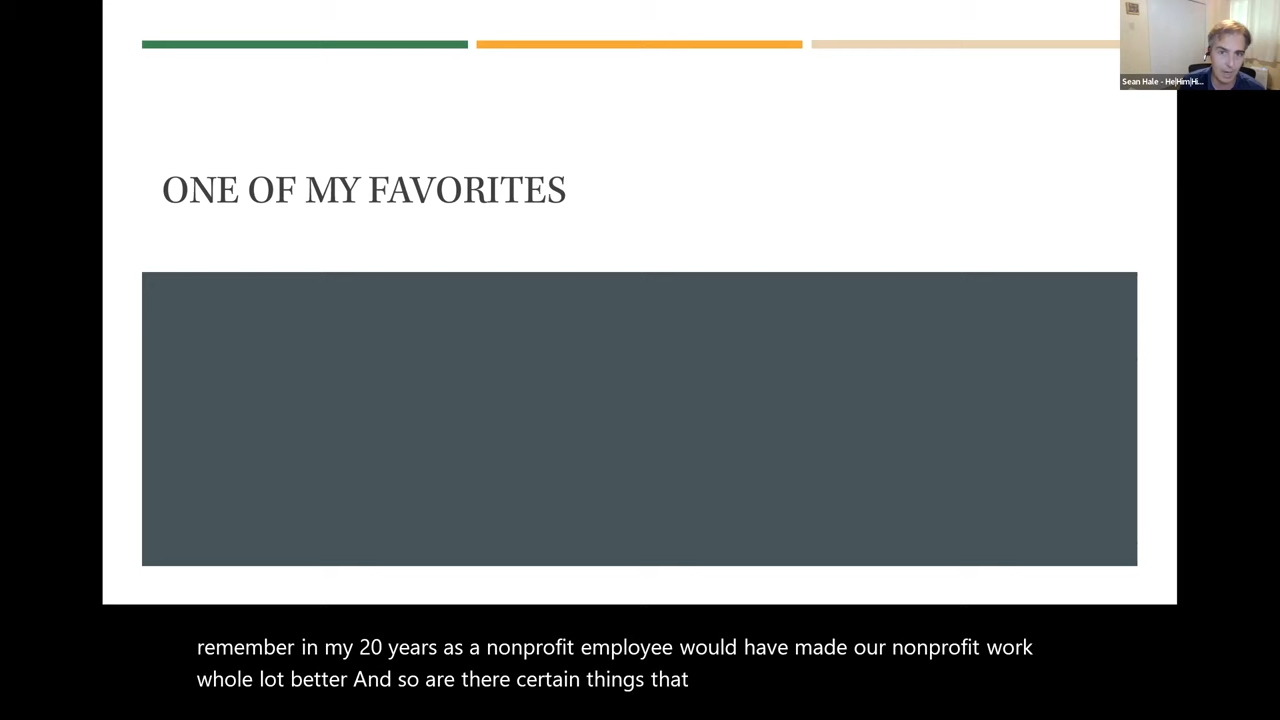 Sean Hale - He|Him|Hi...
ONE OF MY FAVORITES
remember in my 20 years as a nonprofit employee would have made our nonprofit work
whole lot better And so are there certain things that